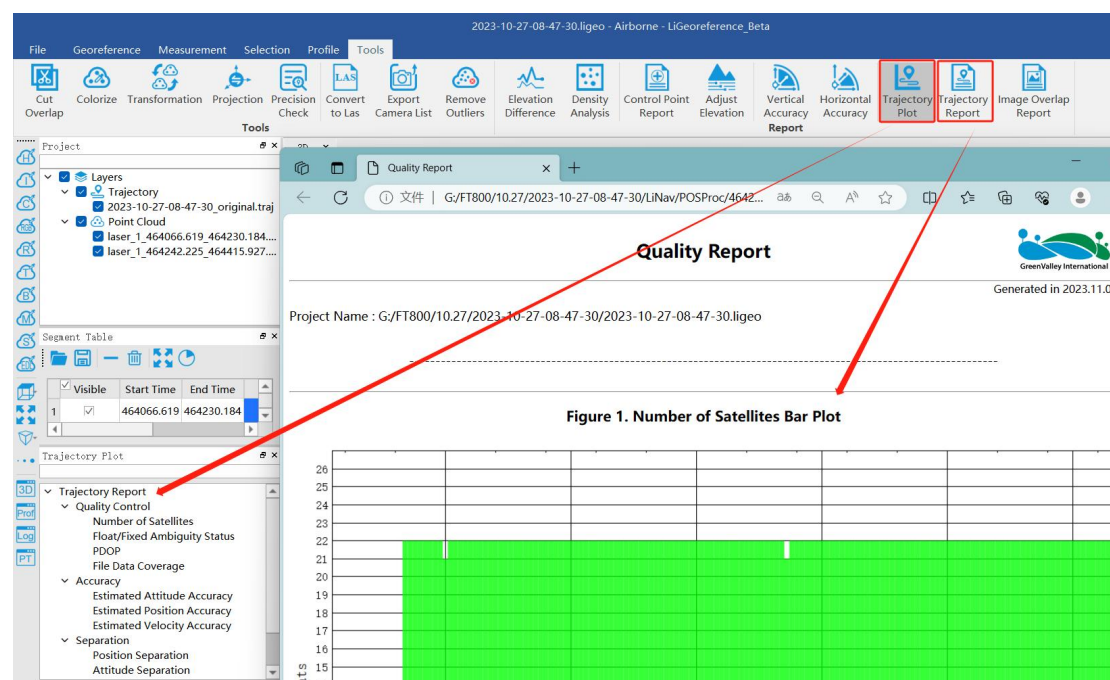 2023-10-27-08-47-30.ligeo - Airborne - LiGeoreference_Beta
File Georeference Measurement Selection Profile Tools
Cut Overlap
Colorize
Transformation
Projection
Precision Check
LAS
Convert to Las
Export Camera List
Remove Outliers
Elevation Difference
Density Analysis
Control Point Report
Adjust Elevation
Vertical Accuracy
Horizontal Accuracy
Trajectory Plot
Trajectory Report
Image Overlap Report
Tools
Report
Project
Layers
Trajectory
2023-10-27-08-47-30_original.traj
Point Cloud
laser_1_464066.619_464230.184....
laser_1_464242.225_464415.927....
Segment Table
Visible Start Time End Time
1 464066.619 464230.184
Trajectory Plot
3D
Prof
Log
PT
Trajectory Report
Quality Control
Number of Satellites
Float/Fixed Ambiguity Status
PDOP
File Data Coverage
Accuracy
Estimated Attitude Accuracy
Estimated Position Accuracy
Estimated Velocity Accuracy
Separation
Position Separation
Attitude Separation
Quality Report
文件 | G:/FT800/10.27/2023-10-27-08-47-30/LiNav/POSProc/4642...
Quality Report
GreenValley International
Generated in 2023.11.0
Project Name : G:/FT800/10.27/2023-10-27-08-47-30/2023-10-27-08-47-30.ligeo
Figure 1. Number of Satellites Bar Plot
26
25
24
23
22
21
20
19
18
17
16
15